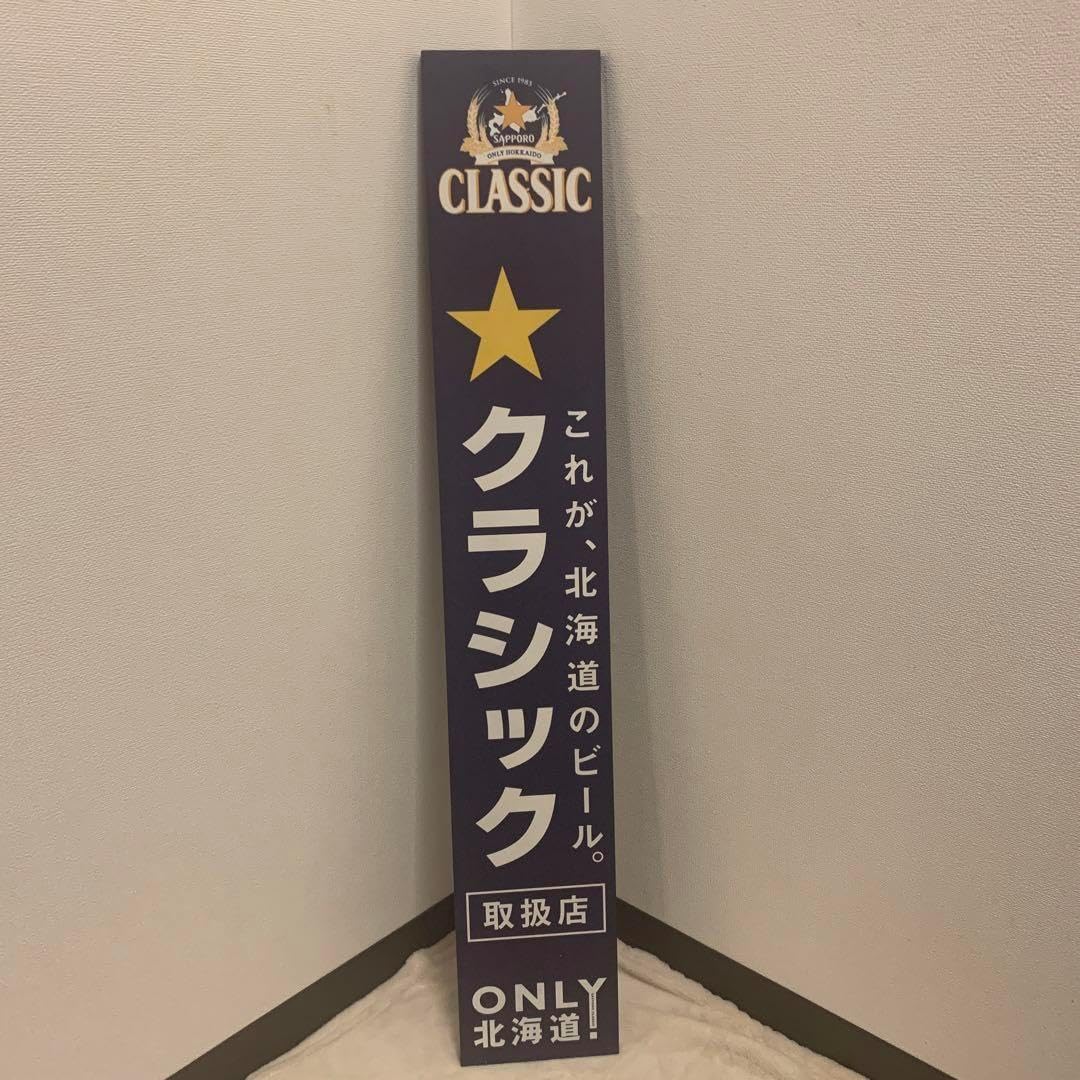 SINCE 1985
SAPPORO
ONLY HOKKAIDO
CLASSIC
これが、北海道のビール。
クラシック
取扱店
ONLY
北海道!